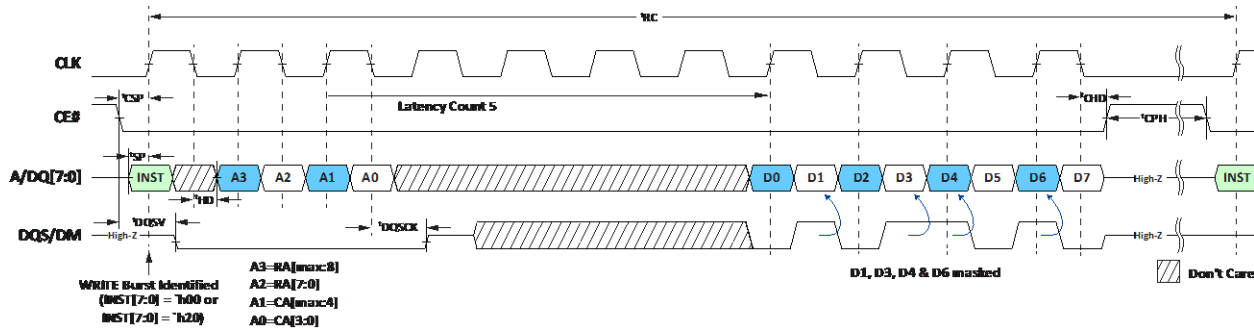 tRC
CLK
tCSP
Latency Count 5
tCHD
CE#
tCPH
tSP
A/DQ[7:0]
INST A3 A2 A1 A0 D0 D1 D2 D3 D4 D5 D6 D7 High-Z INST
tHD
tDQSV
tDQSCK
DQS/DM
High-Z
WRITE Burst Identified
(INST[7:0] = 'h00 or
INST[7:0] = 'h20)
A3=RA[max:8]
A2=RA[7:0]
A1=CA[max:4]
A0=CA[3:0]
D1, D3, D4 & D6 masked
Don't Care